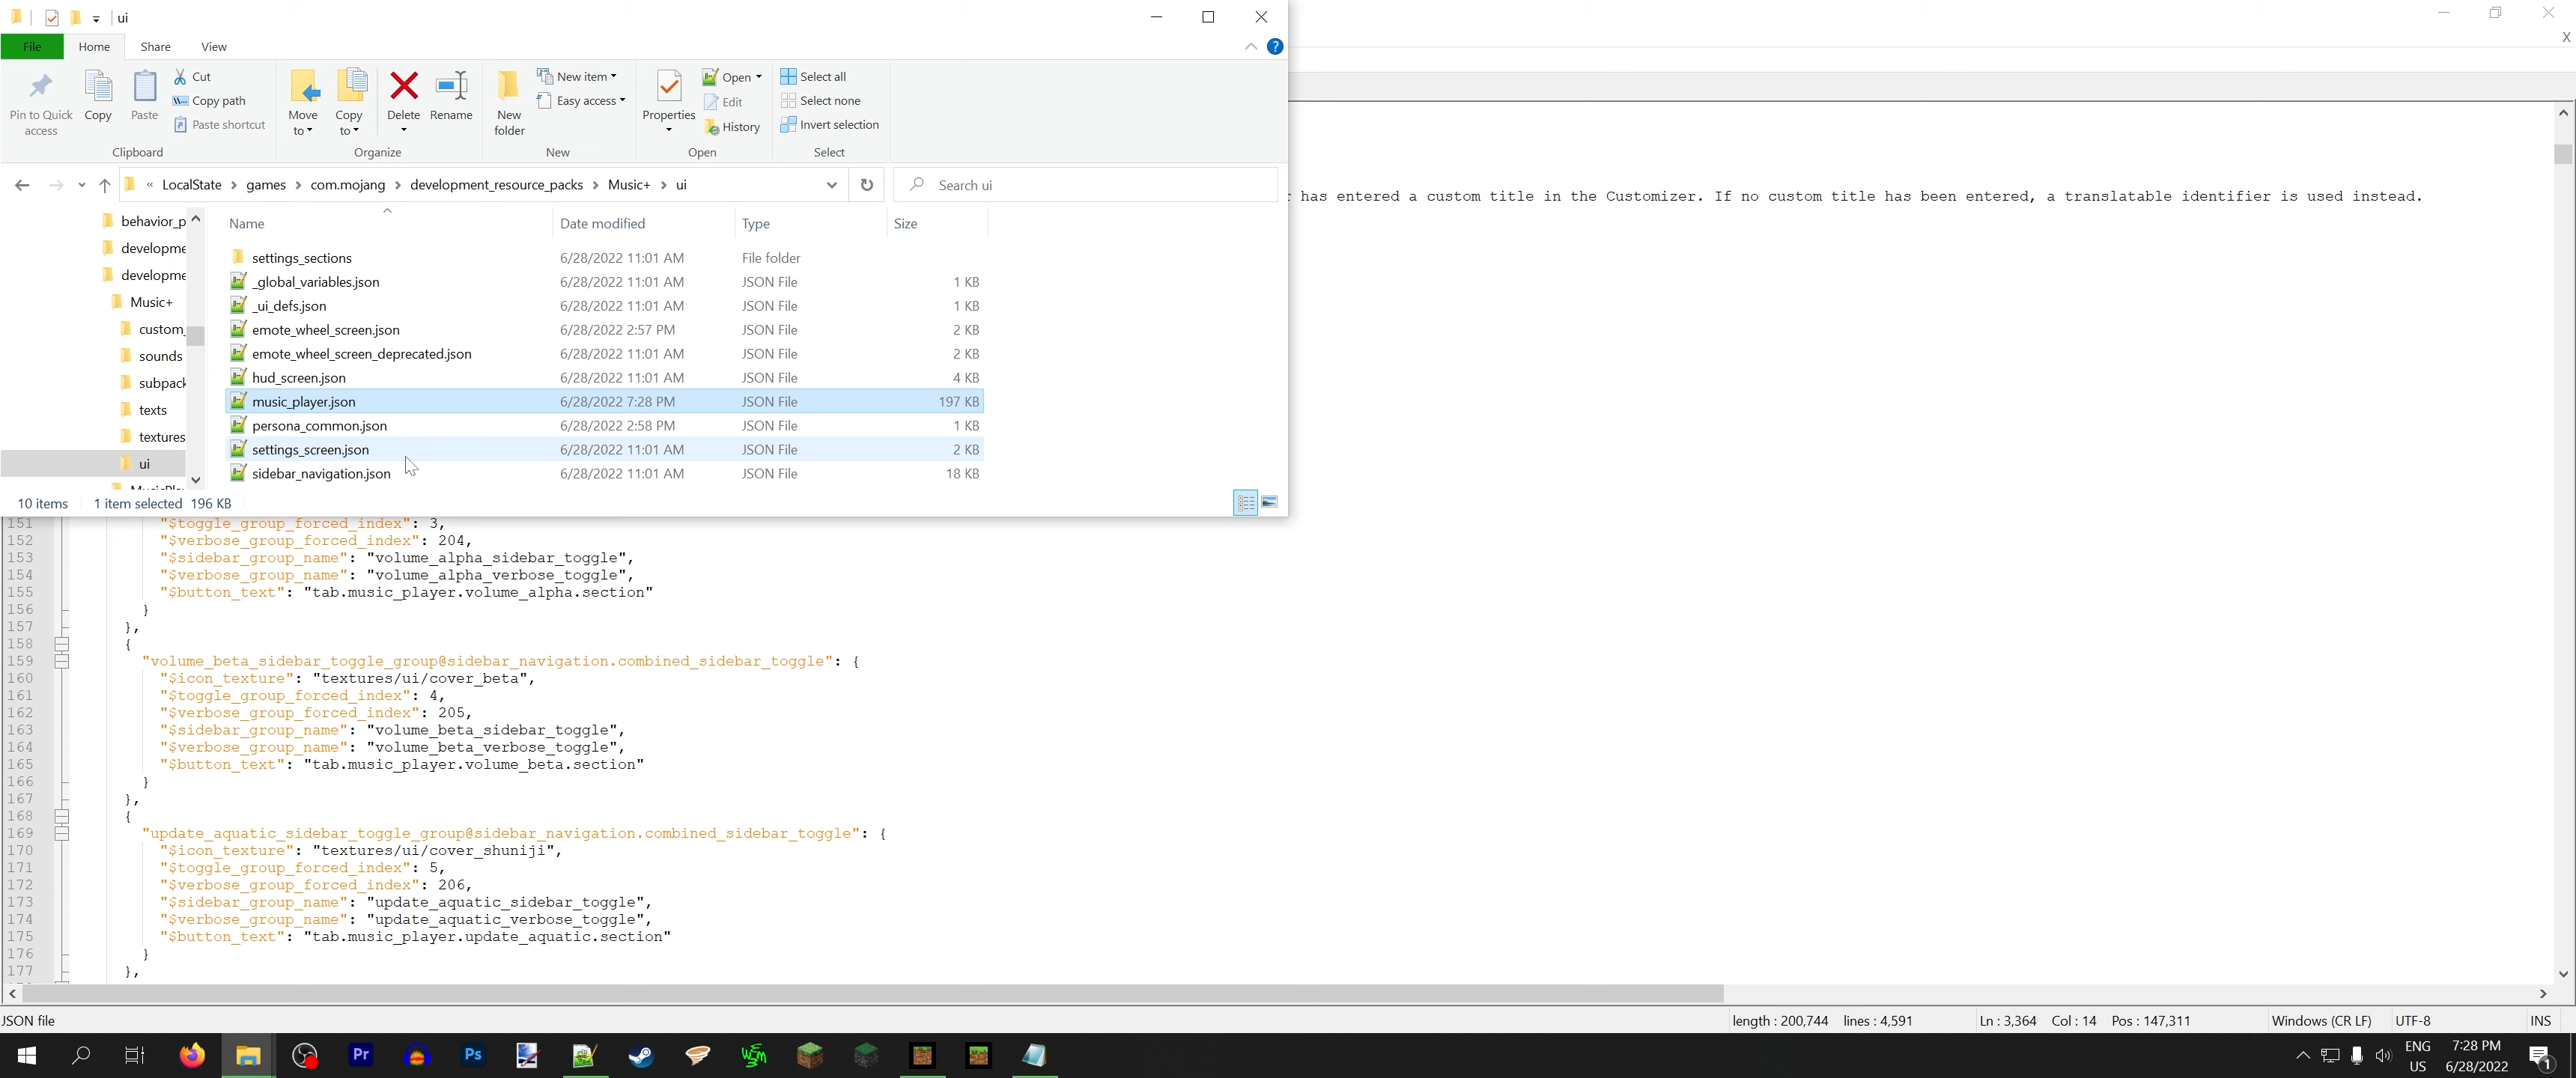 ui
File Home Share View
Pin to Quick access
Copy
Paste
Cut
Copy path
Paste shortcut
Move to
Copy to
Delete
Rename
New folder
New item
Easy access
Properties
Open
Edit
History
Select all
Select none
Invert selection
Clipboard Organize New Open Select
« LocalState › games › com.mojang › development_resource_packs › Music+ › ui
Search ui
r has entered a custom title in the Customizer. If no custom title has been entered, a translatable identifier is used instead.
behavior_p
developme
developme
Music+
custom_
sounds
subpack
texts
textures
ui
Name Date modified Type Size
settings_sections 6/28/2022 11:01 AM File folder
_global_variables.json 6/28/2022 11:01 AM JSON File 1 KB
_ui_defs.json 6/28/2022 11:01 AM JSON File 1 KB
emote_wheel_screen.json 6/28/2022 2:57 PM JSON File 2 KB
emote_wheel_screen_deprecated.json 6/28/2022 11:01 AM JSON File 2 KB
hud_screen.json 6/28/2022 11:01 AM JSON File 4 KB
music_player.json 6/28/2022 7:28 PM JSON File 197 KB
persona_common.json 6/28/2022 2:58 PM JSON File 1 KB
settings_screen.json 6/28/2022 11:01 AM JSON File 2 KB
sidebar_navigation.json 6/28/2022 11:01 AM JSON File 18 KB
10 items 1 item selected 196 KB
151 "$toggle_group_forced_index": 3,
152 "$verbose_group_forced_index": 204,
153 "$sidebar_group_name": "volume_alpha_sidebar_toggle",
154 "$verbose_group_name": "volume_alpha_verbose_toggle",
155 "$button_text": "tab.music_player.volume_alpha.section"
156 }
157 },
158 {
159 "volume_beta_sidebar_toggle_group@sidebar_navigation.combined_sidebar_toggle": {
160 "$icon_texture": "textures/ui/cover_beta",
161 "$toggle_group_forced_index": 4,
162 "$verbose_group_forced_index": 205,
163 "$sidebar_group_name": "volume_beta_sidebar_toggle",
164 "$verbose_group_name": "volume_beta_verbose_toggle",
165 "$button_text": "tab.music_player.volume_beta.section"
166 }
167 },
168 {
169 "update_aquatic_sidebar_toggle_group@sidebar_navigation.combined_sidebar_toggle": {
170 "$icon_texture": "textures/ui/cover_shuniji",
171 "$toggle_group_forced_index": 5,
172 "$verbose_group_forced_index": 206,
173 "$sidebar_group_name": "update_aquatic_sidebar_toggle",
174 "$verbose_group_name": "update_aquatic_verbose_toggle",
175 "$button_text": "tab.music_player.update_aquatic.section"
176 }
177 },
JSON file length : 200,744 lines : 4,591 Ln : 3,364 Col : 14 Pos : 147,311 Windows (CR LF) UTF-8 INS
Pr Ps
ENG
US
7:28 PM
6/28/2022
1